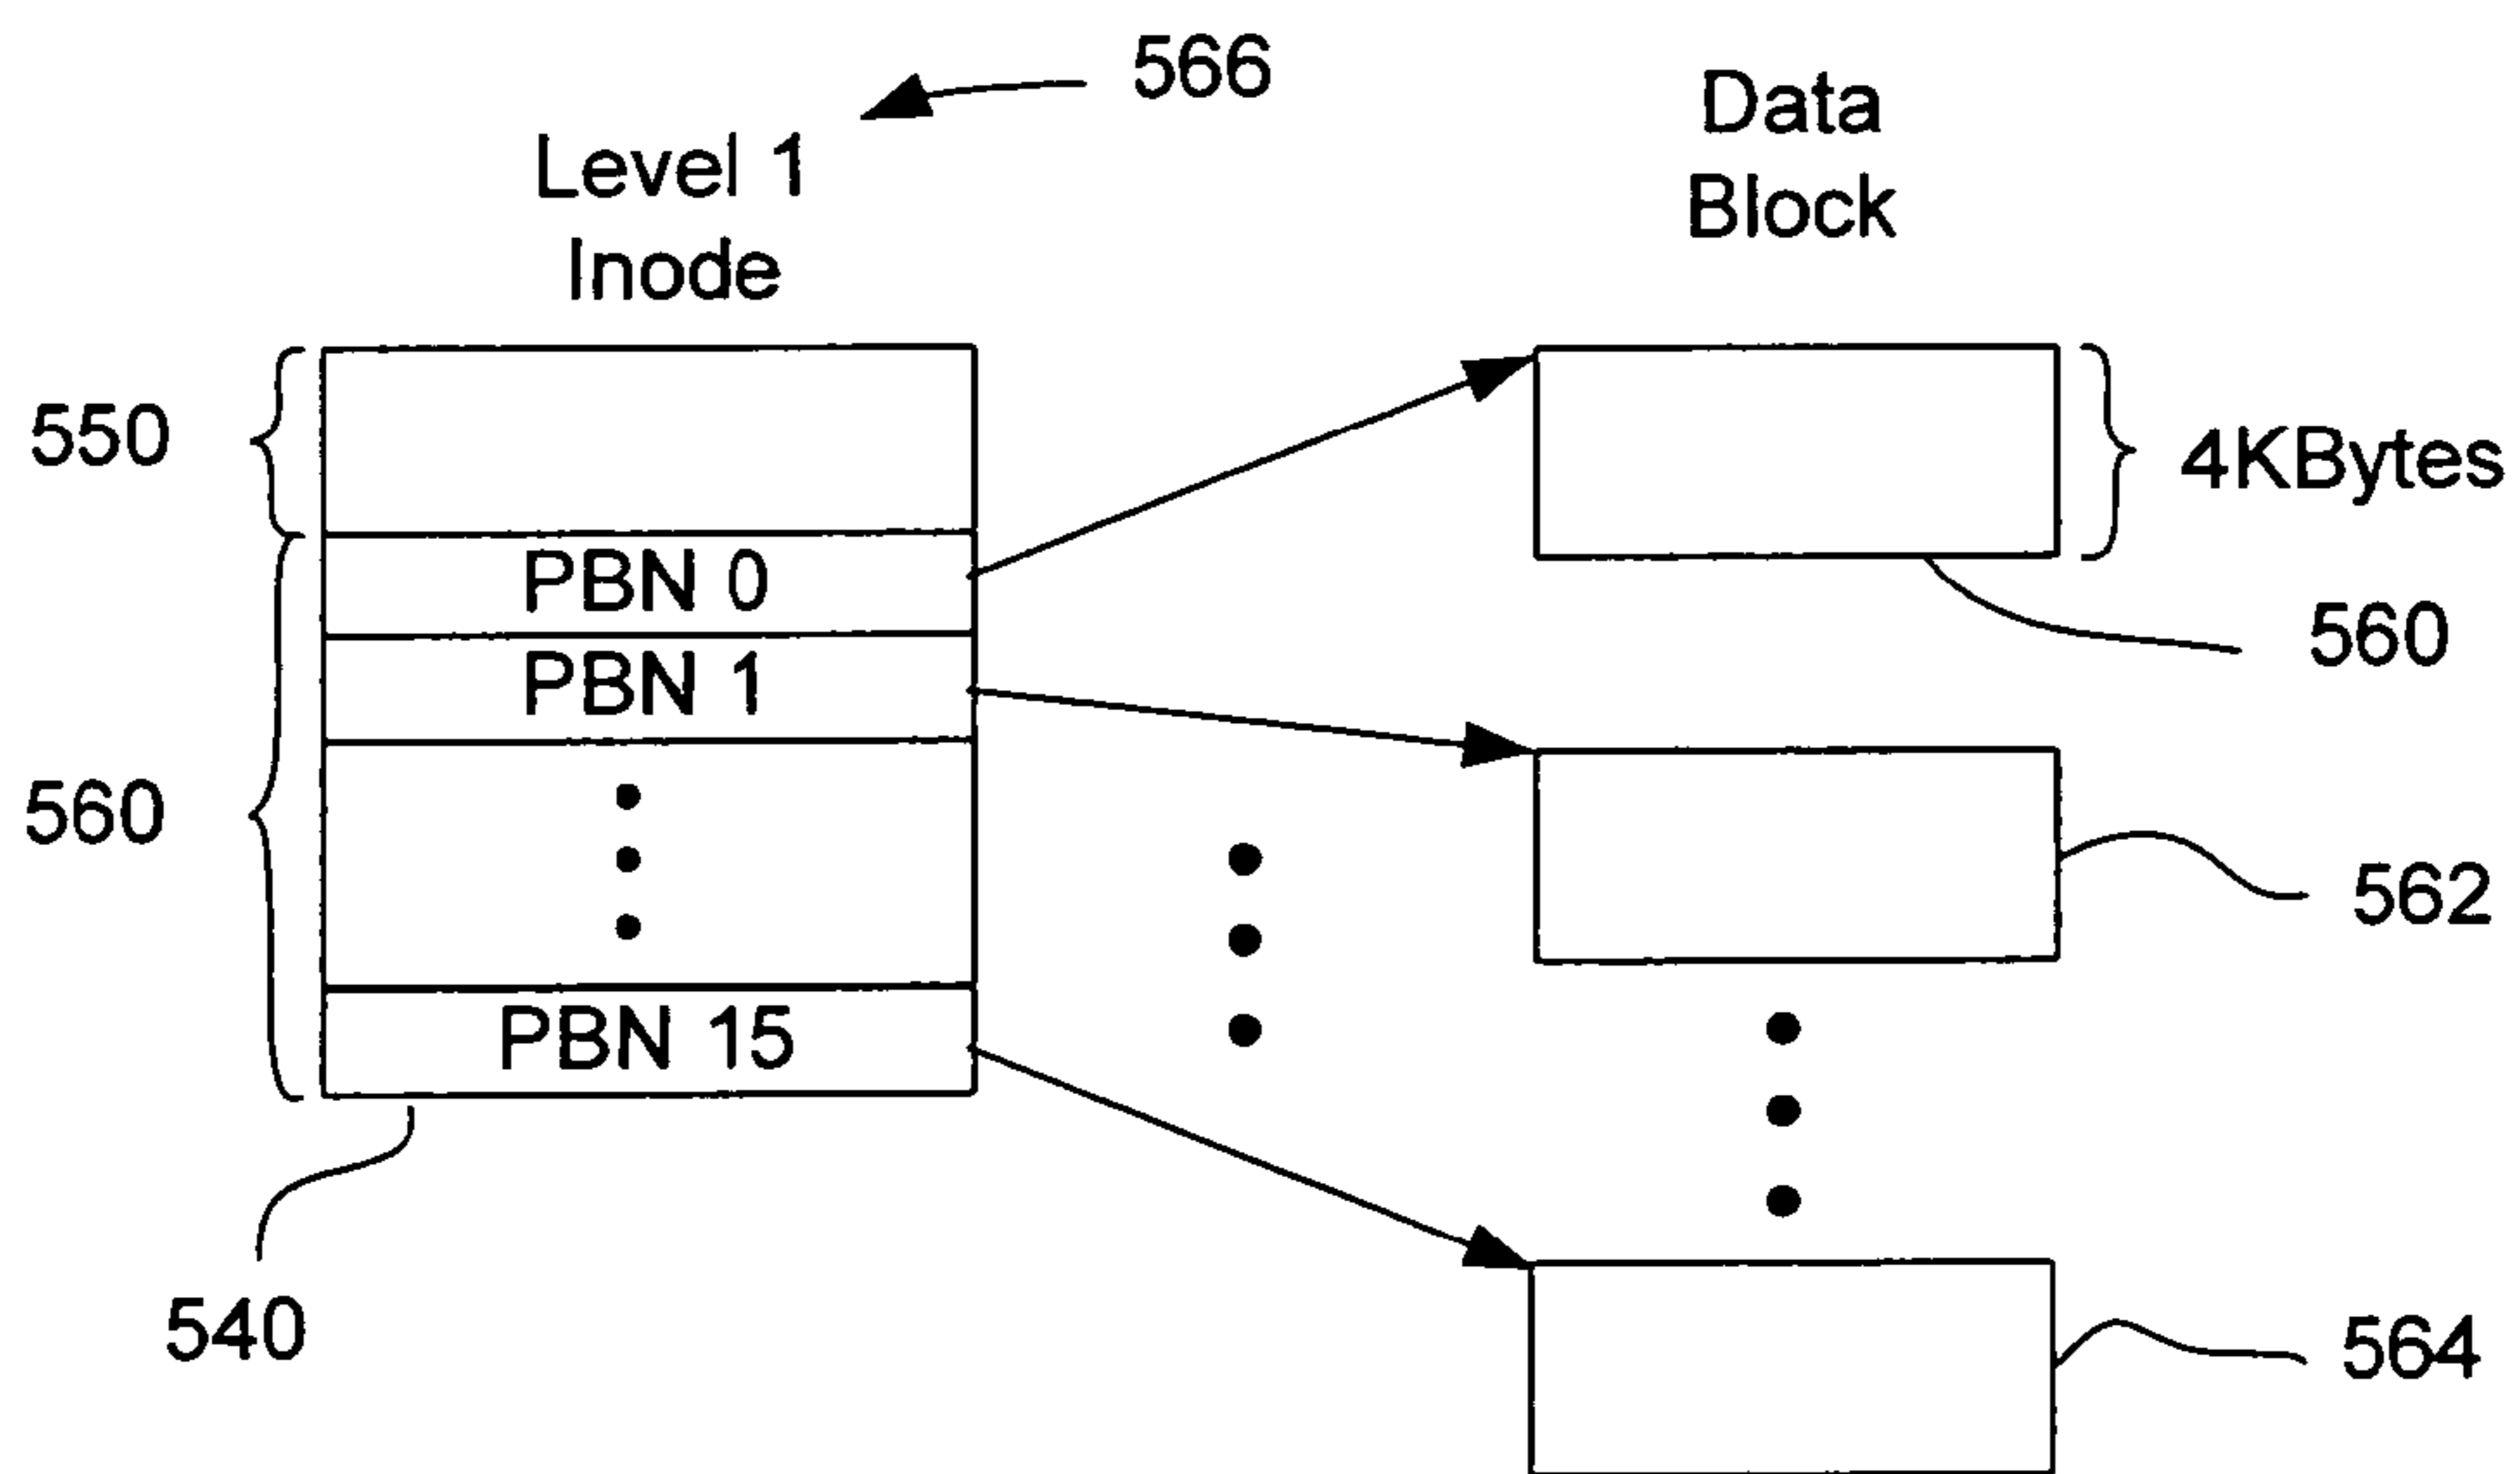 566
Level 1
Inode
Data
Block
550
4KBytes
PBN 0
560
PBN 1
560
562
PBN 15
540
564